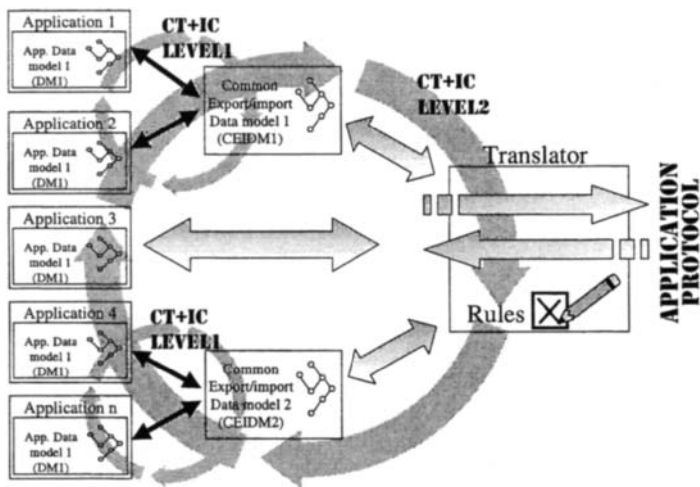 Application 1
App. Data
model 1
(DM1)
CT+IC
LEVEL1
Common
Export/import
Data model 1
(CEIDM1)
CT+IC
LEVEL2
Application 2
App. Data
model 1
(DM1)
Translator
Application 3
App. Data
model 1
(DM1)
APPLICATION
PROTOCOL
Application 4
App. Data
model 1
(DM1)
CT+IC
LEVEL1
Rules
Common
Export/import
Data model 2
(CEIDM2)
Application n
App. Data
model 1
(DM1)